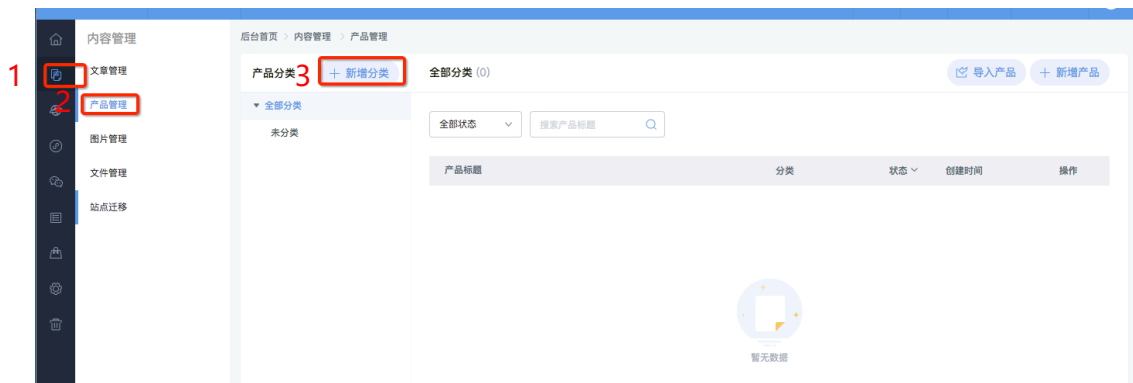 内容管理
后台首页 > 内容管理 > 产品管理
1
文章管理
产品分类
3
+ 新增分类
全部分类 (0)
导入产品
+ 新增产品
2
产品管理
全部分类
未分类
全部状态
搜索产品标题
图片管理
文件管理
站点迁移
产品标题
分类
状态
创建时间
操作
暂无数据